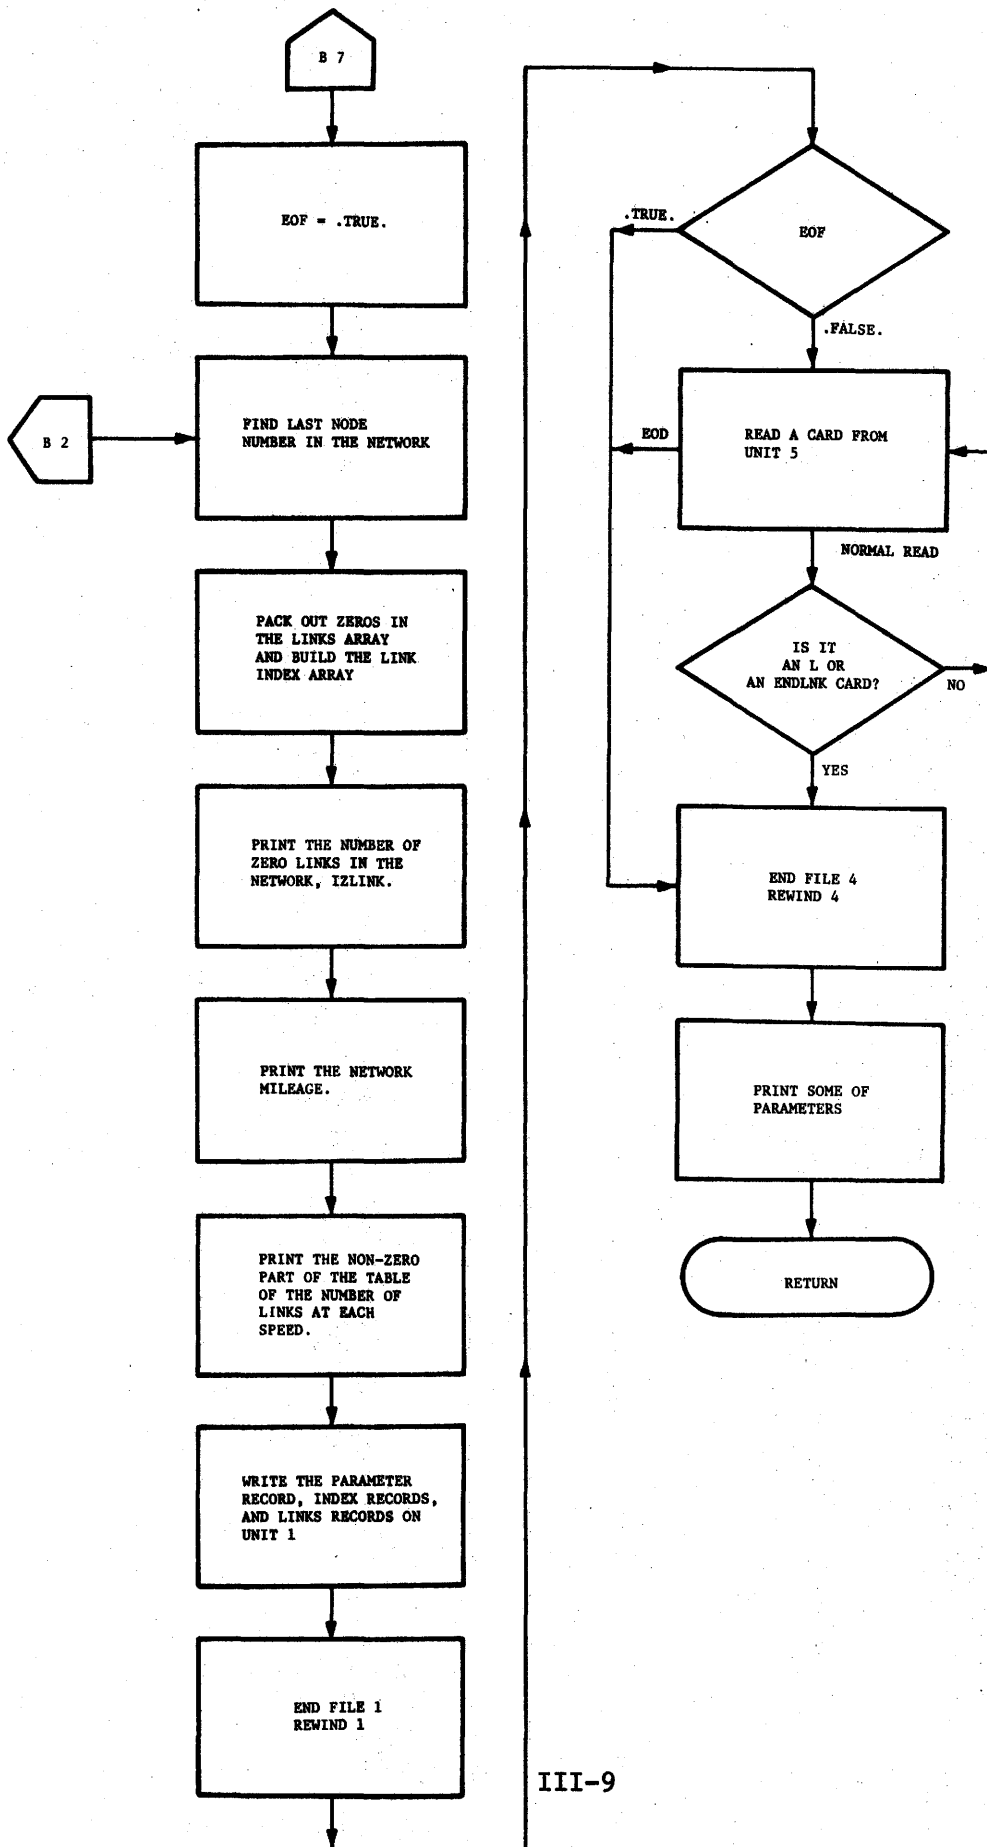 B 7
EOF = .TRUE.
B 2
FIND LAST NODE
NUMBER IN THE NETWORK
PACK OUT ZEROS IN
THE LINKS ARRAY
AND BUILD THE LINK
INDEX ARRAY
PRINT THE NUMBER OF
ZERO LINKS IN THE
NETWORK, IZLINK.
PRINT THE NETWORK
MILEAGE.
PRINT THE NON-ZERO
PART OF THE TABLE
OF THE NUMBER OF
LINKS AT EACH
SPEED.
WRITE THE PARAMETER
RECORD, INDEX RECORDS,
AND LINKS RECORDS ON
UNIT 1
END FILE 1
REWIND 1
.TRUE.
EOF
.FALSE.
EOD
READ A CARD FROM
UNIT 5
NORMAL READ
IS IT
AN L OR
AN ENDLNK CARD?
NO
YES
END FILE 4
REWIND 4
PRINT SOME OF
PARAMETERS
RETURN
III-9